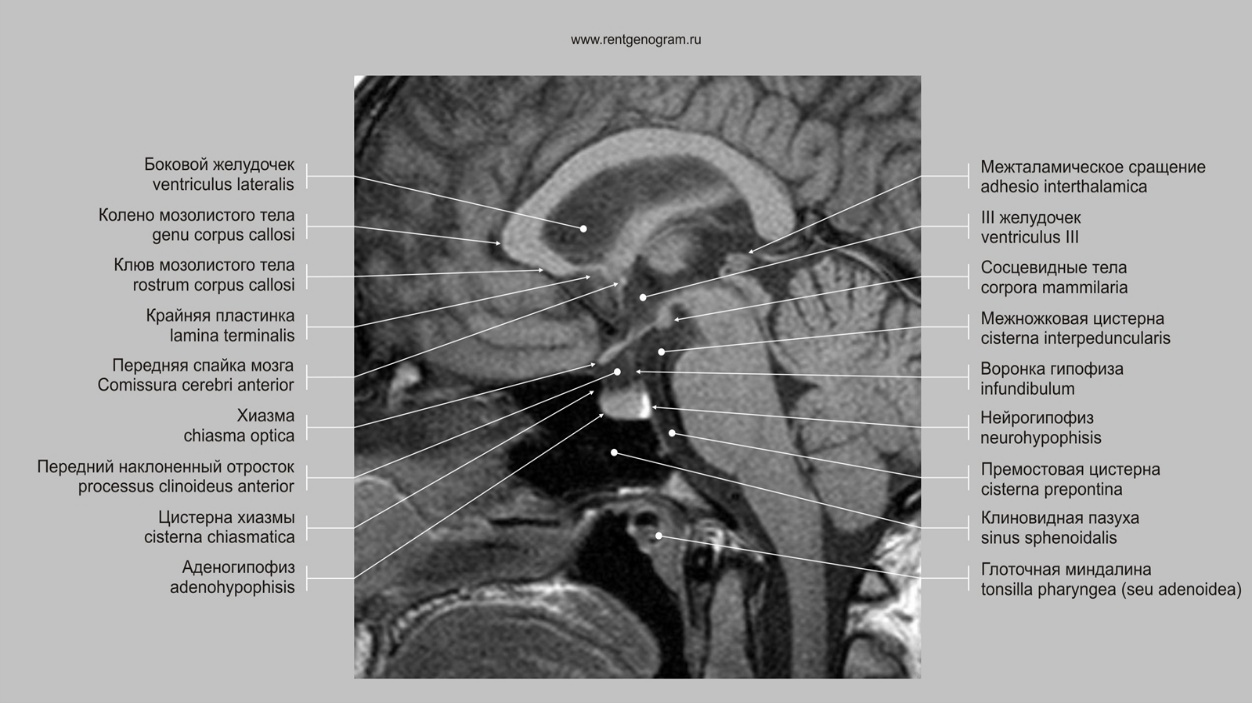 www.rentgenogram.ru
Боковой желудочек
ventriculus lateralis
Колено мозолистого тела
genu corpus callosi
Клюв мозолистого тела
rostrum corpus callosi
Крайняя пластинка
lamina terminalis
Передняя спайка мозга
Comissura cerebri anterior
Хиазма
chiasma optica
Передний наклоненный отросток
processus clinoideus anterior
Цистерна хиазмы
cisterna chiasmatica
Аденогипофиз
adenohypophisis
Межталамическое сращение
adhesio interthalamica
III желудочек
ventriculus III
Сосцевидные тела
corpora mammilaria
Межножковая цистерна
cisterna interpeduncularis
Воронка гипофиза
infundibulum
Нейрогипофиз
neurohypophisis
Премостовая цистерна
cisterna prepontina
Клиновидная пазуха
sinus sphenoidalis
Глоточная миндалина
tonsilla pharyngea (seu adenoidea)